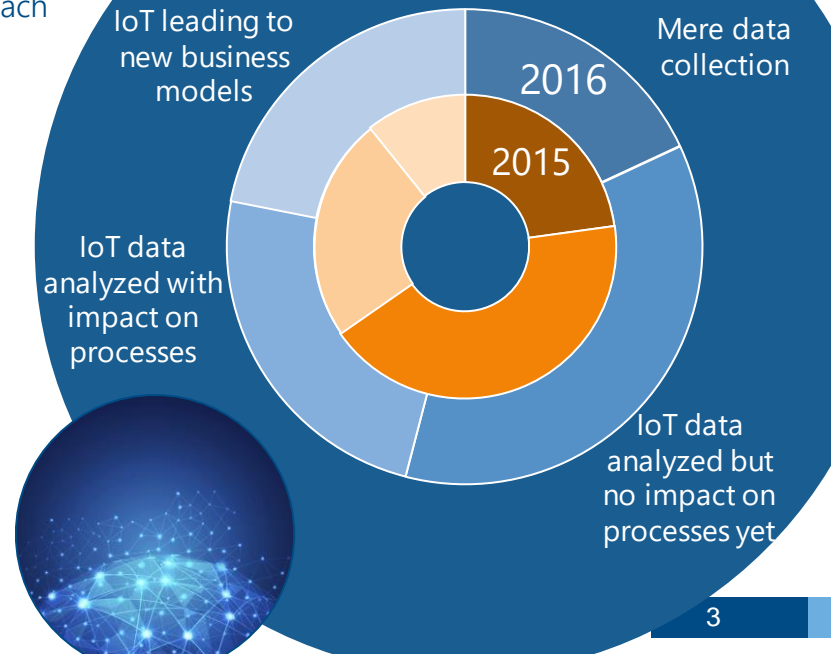 IoT leading to
new business
models
Mere data
collection
2016
2015
IoT data
analyzed with
impact on
processes
IoT data
analyzed but
no impact on
processes yet
3